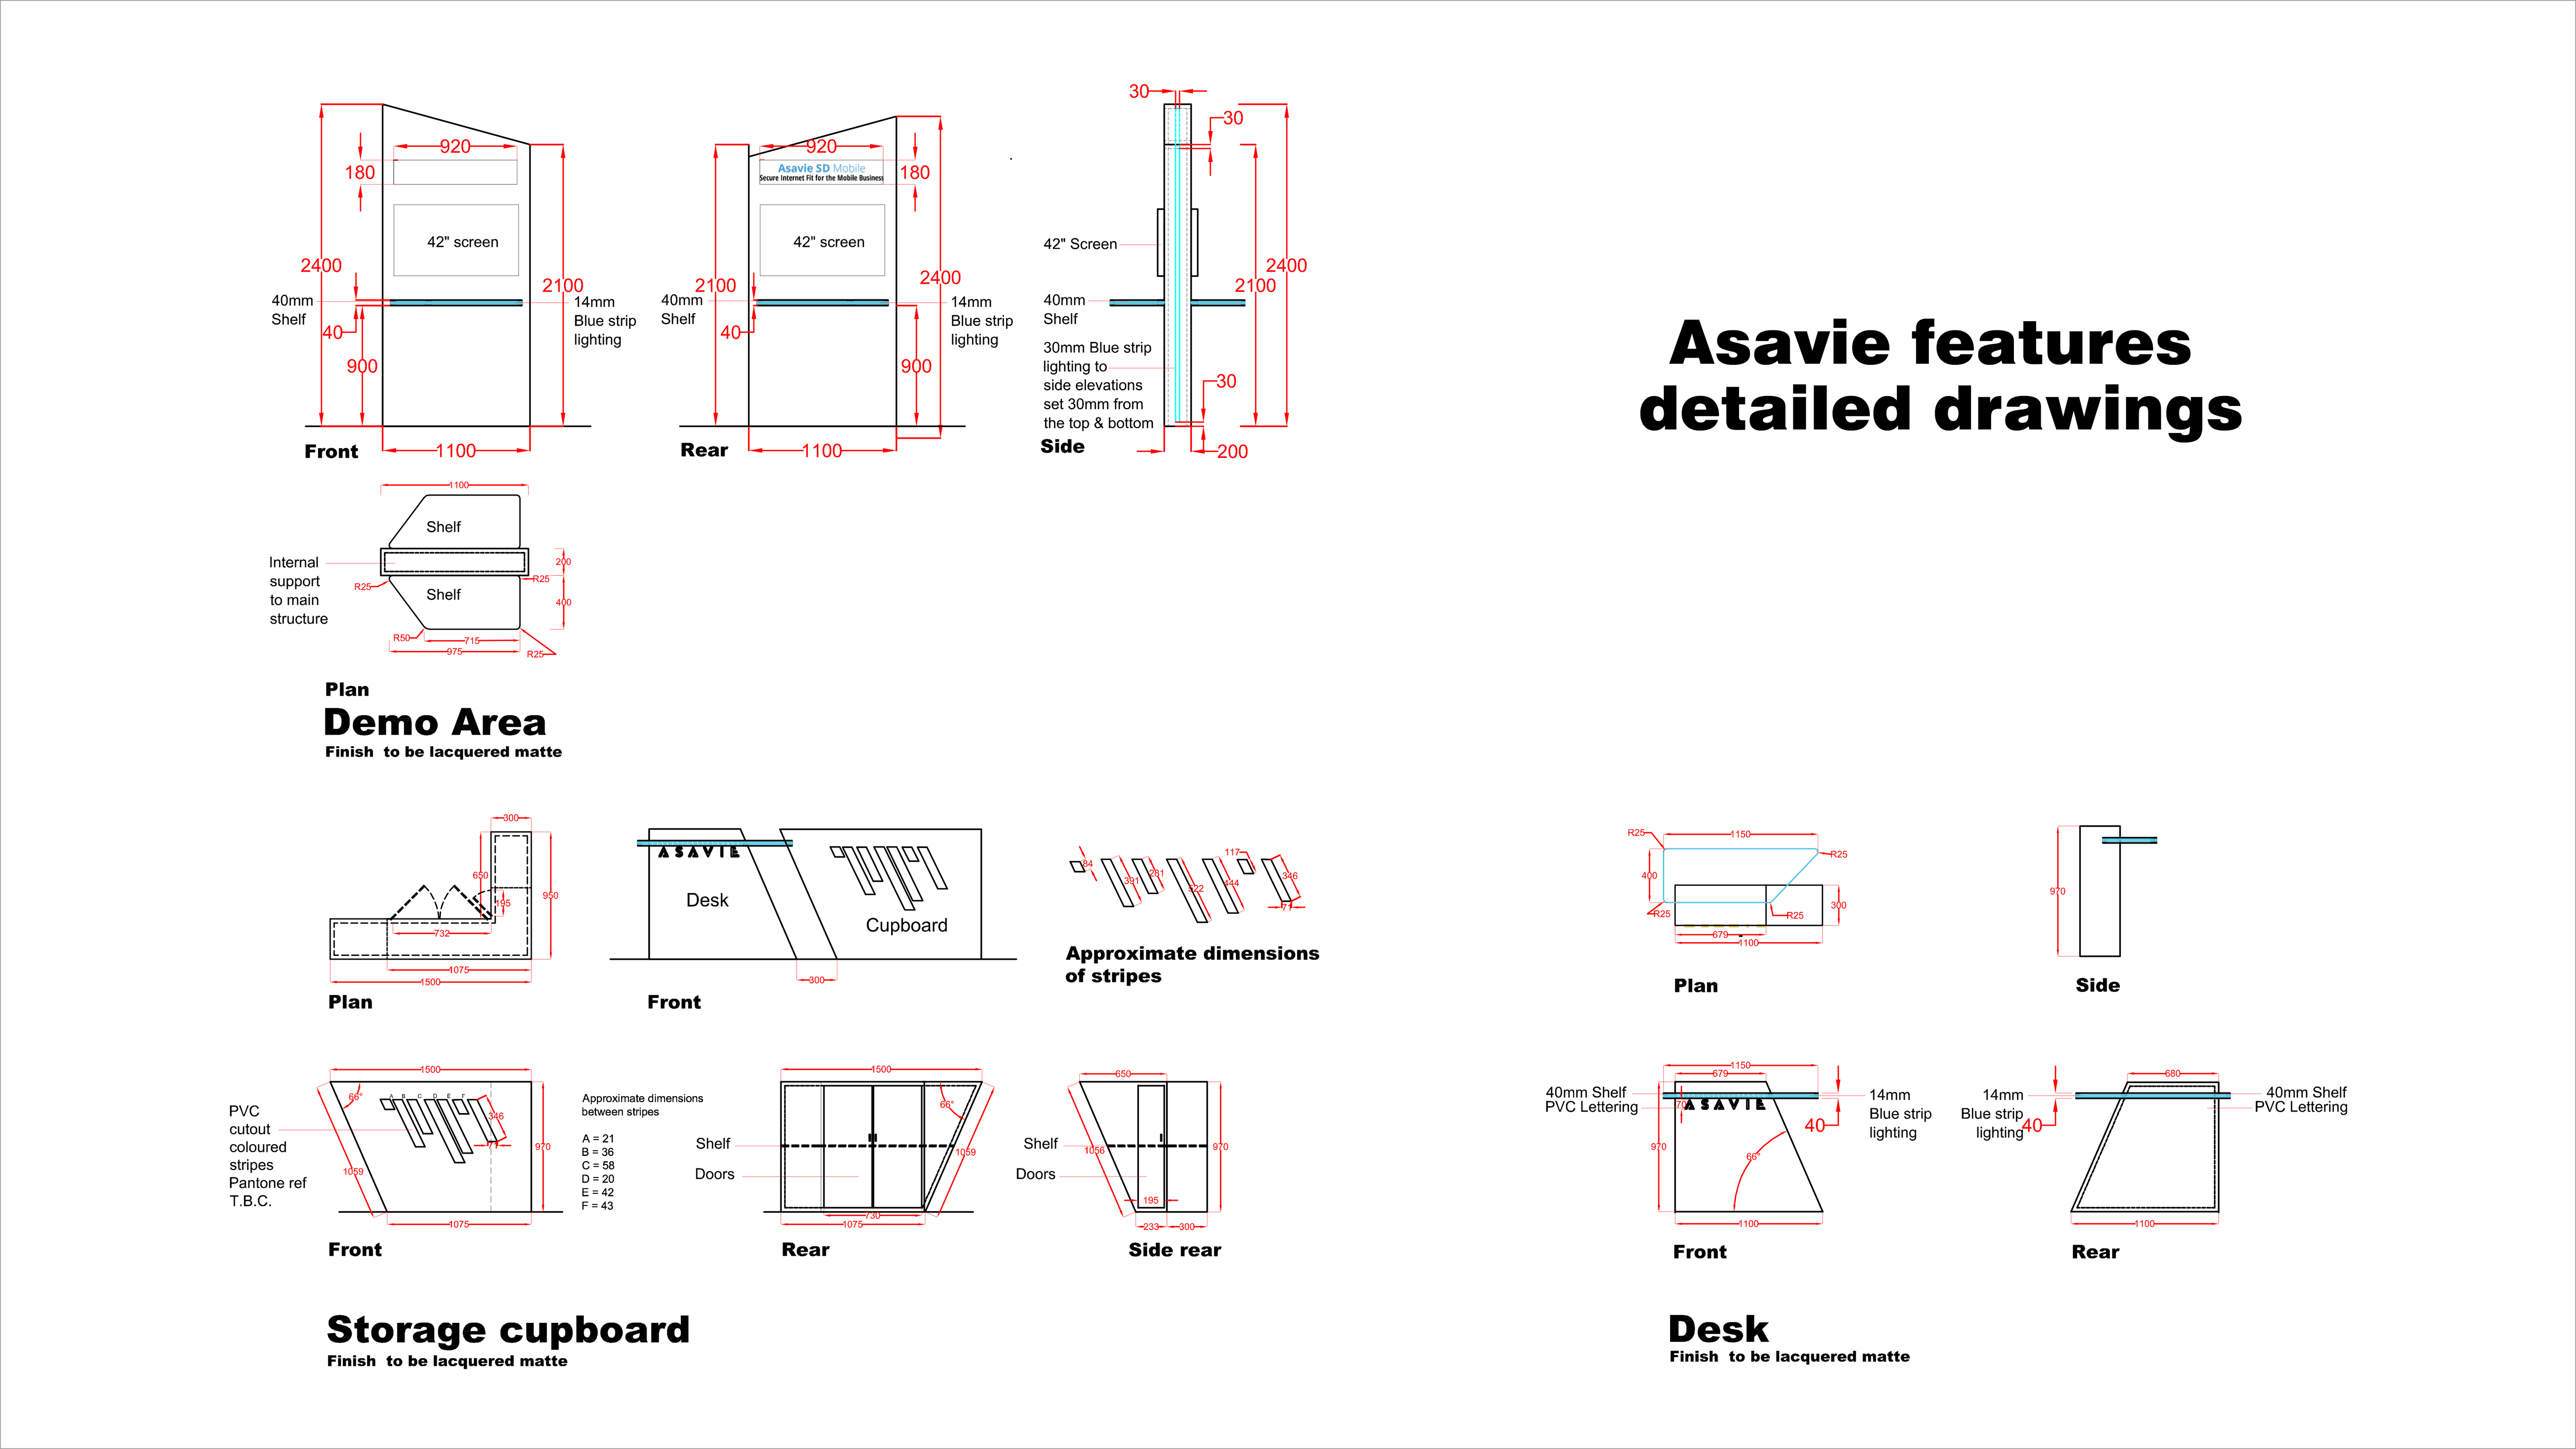 Asavie features
detailed drawings
30
30
920
180
2400
2100
42" screen
40mm
Shelf
40
900
14mm
Blue strip
lighting
Front
1100
920
180
Asavie SD Mobile
Secure Internet Fit for the Mobile Business
42" screen
2100
2400
40mm
Shelf
40
900
14mm
Blue strip
lighting
Rear
1100
42" Screen
2400
2100
40mm
Shelf
30mm Blue strip
lighting to
side elevations
set 30mm from
the top & bottom
30
Side
200
1100
Shelf
Internal
support
to main
structure
200
R25
R25
Shelf
400
R50
715
975
R25
Plan
Demo Area
Finish to be lacquered matte
300
650
950
195
732
1075
1500
Plan
ASAVIE
Desk
Cupboard
300
Front
84
391
281
522
444
117
346
71
Approximate dimensions
of stripes
1500
66°
A B C D E F
346
71
970
1059
1075
PVC
cutout
coloured
stripes
Pantone ref
T.B.C.
Front
Approximate dimensions
between stripes
A = 21
B = 36
C = 58
D = 20
E = 42
F = 43
1500
66°
Shelf
Doors
1059
730
1075
Rear
650
Shelf
Doors
1056
970
195
233
300
Side rear
Storage cupboard
Finish to be lacquered matte
R25
1150
R25
400
300
R25
R25
679
1100
Plan
970
Side
1150
679
40mm Shelf
PVC Lettering
70
ASAVIE
14mm
Blue strip
lighting
40
970
66°
1100
Front
680
14mm
Blue strip
lighting
40
40mm Shelf
PVC Lettering
1100
Rear
Desk
Finish to be lacquered matte